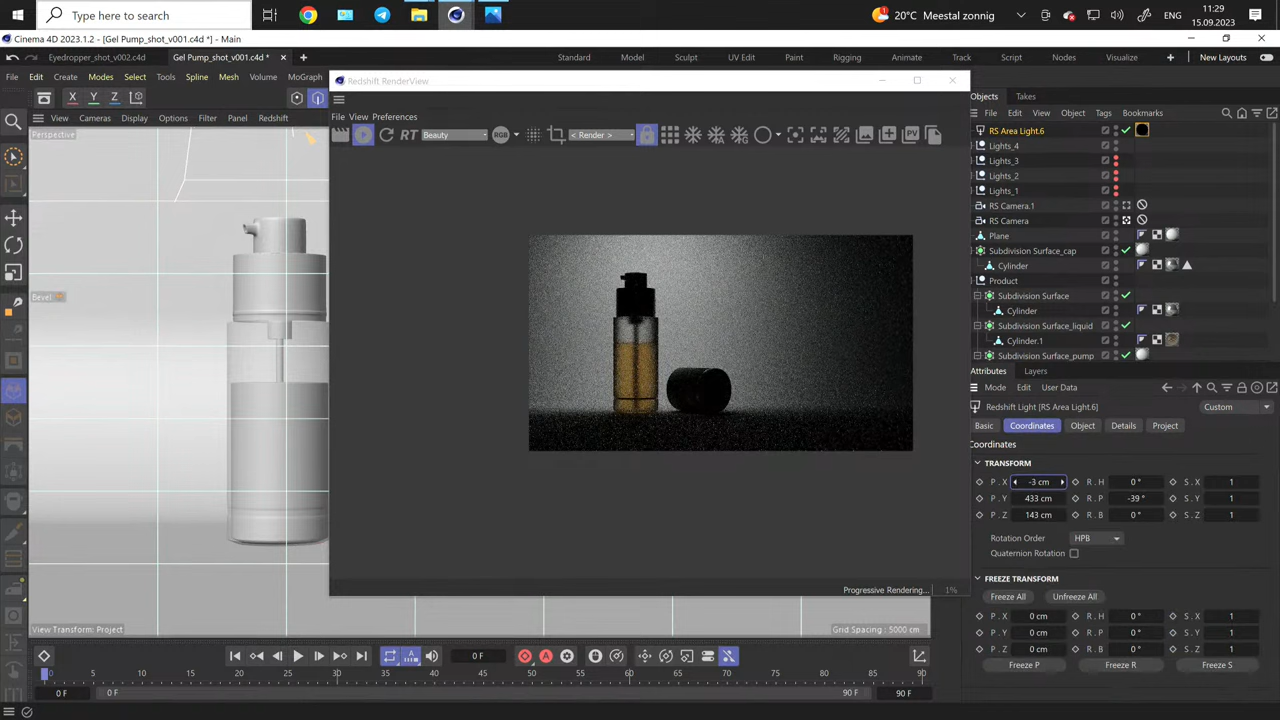 Type here to search
20°C Meestal zonnig
ENG
11:29
15.09.2023
Cinema 4D 2023.1.2 - [Gel Pump_shot_v001.c4d *] - Main
Eyedropper_shot_v002.c4d
Gel Pump_shot_v001.c4d *
Standard
Model
Sculpt
UV Edit
Paint
Rigging
Animate
Track
Script
Nodes
Visualize
New Layouts
File Edit Create Modes Select Tools Spline Mesh Volume MoGraph
Redshift RenderView
X Y Z
View Cameras Display Options Filter Panel Redshift
File View Preferences
RT Beauty RGB < Render > PV
Perspective
Bevel
Progressive Rendering... 1%
View Transform: Project
Grid Spacing : 5000 cm
Objects Takes
File Edit View Object Tags Bookmarks
RS Area Light.6
Lights_4
Lights_3
Lights_2
Lights_1
RS Camera.1
RS Camera
Plane
Subdivision Surface_cap
Cylinder
Product
Subdivision Surface
Cylinder
Subdivision Surface_liquid
Cylinder.1
Subdivision Surface_pump
Attributes Layers
Mode Edit User Data
Redshift Light [RS Area Light.6]
Custom
Basic Coordinates Object Details Project
Coordinates
TRANSFORM
P . X -3 cm R . H 0 ° S . X 1
P . Y 433 cm R . P -39 ° S . Y 1
P . Z 143 cm R . B 0 ° S . Z 1
Rotation Order HPB
Quaternion Rotation
FREEZE TRANSFORM
Freeze All Unfreeze All
P . X 0 cm R . H 0 ° S . X 1
P . Y 0 cm R . P 0 ° S . Y 1
P . Z 0 cm R . B 0 ° S . Z 1
Freeze P Freeze R Freeze S
0 F
0 5 10 15 20 25 30 35 40 45 50 55 60 65 70 75 80 85 90
0 F 0 F 90 F 90 F